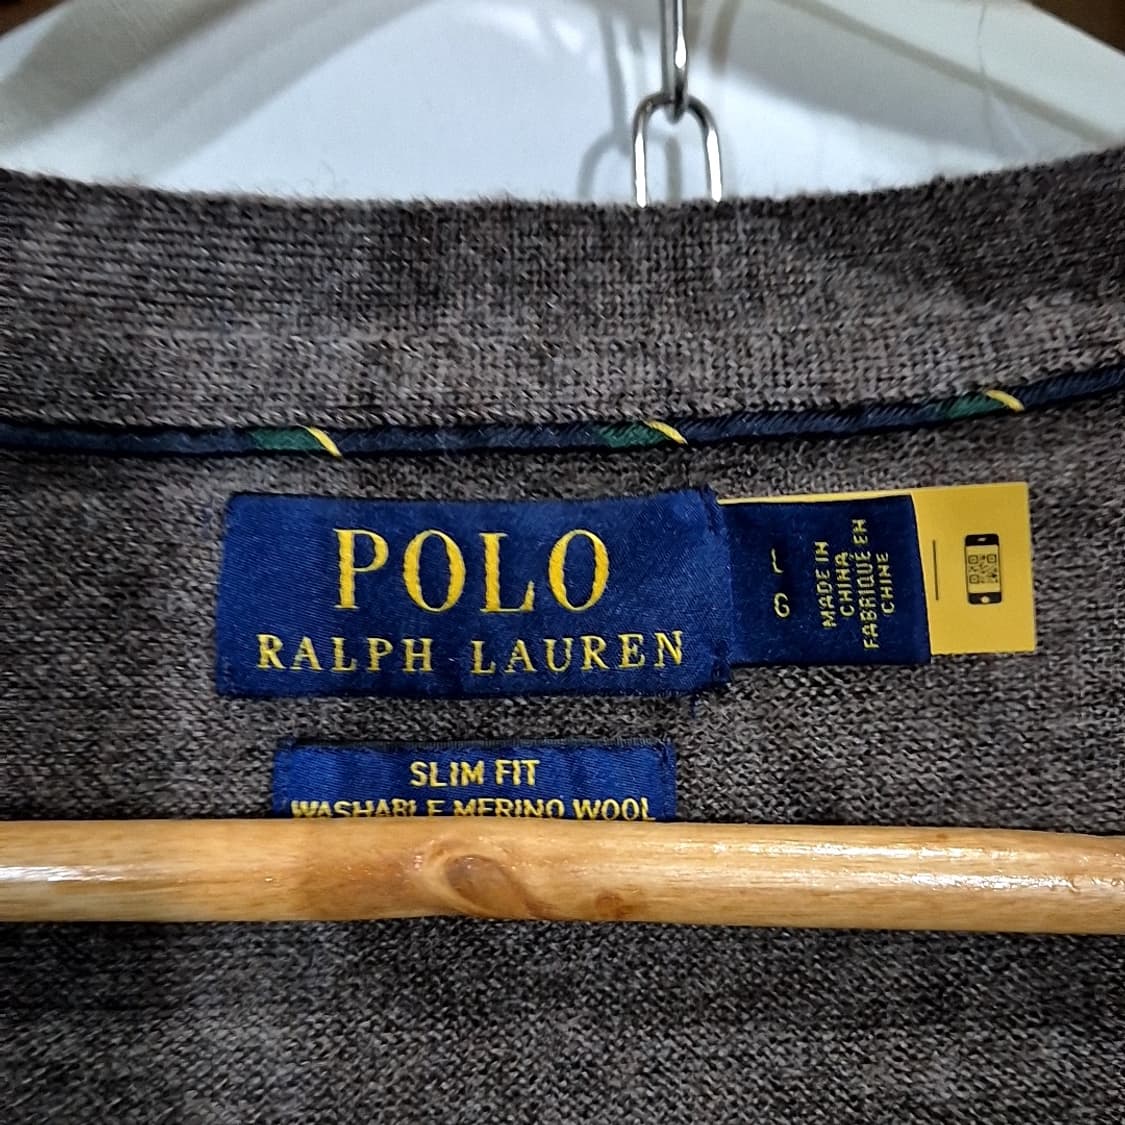 POLO
RALPH LAUREN
L
G
MADE IN
CHINA
FABRIQUÉ EN
CHINE
SLIM FIT
WASHABLE MERINO WOOL